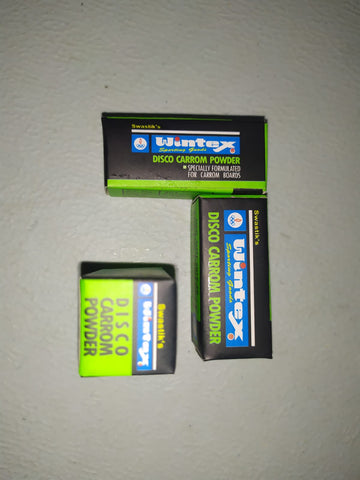 Swastik's
Wintex
Sporting Goods
DISCO CARROM POWDER
SPECIALLY FORMULATED
FOR CARROM BOARDS
Swastik's
Wintex
Sporting Goods
DISCO CARROM POWDER
Swastik's
Wintex
DISCO
CARROM
POWDER